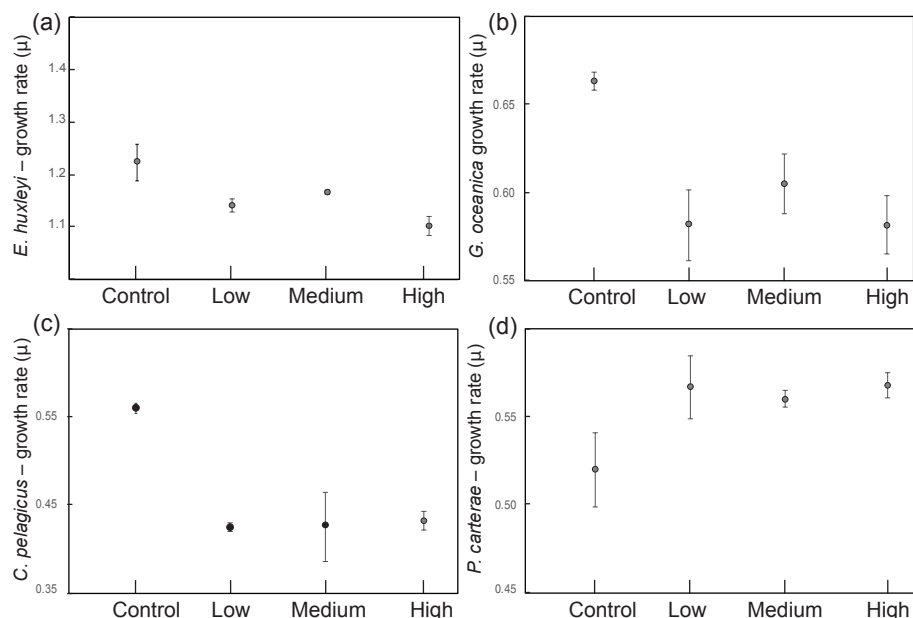 (a)
E. huxleyi – growth rate (μ)
1.4
1.3
1.2
1.1
Control Low Medium High
(b)
G. oceanica growth rate (μ)
0.65
0.60
0.55
Control Low Medium High
(c)
C. pelagicus – growth rate (μ)
0.55
0.45
0.35
Control Low Medium High
(d)
P. carterae – growth rate (μ)
0.60
0.55
0.50
0.45
Control Low Medium High